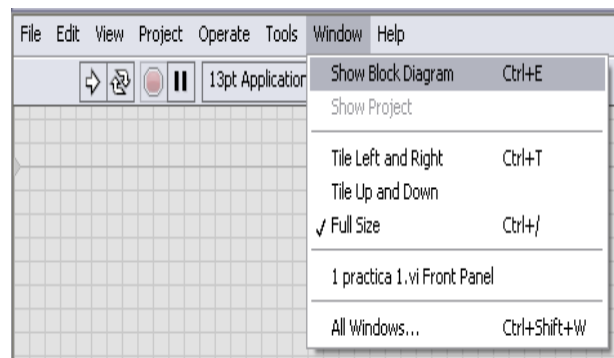 File Edit View Project Operate Tools Window Help
13pt Application
Show Block Diagram Ctrl+E
Show Project
Tile Left and Right Ctrl+T
Tile Up and Down
✓ Full Size Ctrl+/
1 practica 1.vi Front Panel
All Windows... Ctrl+Shift+W